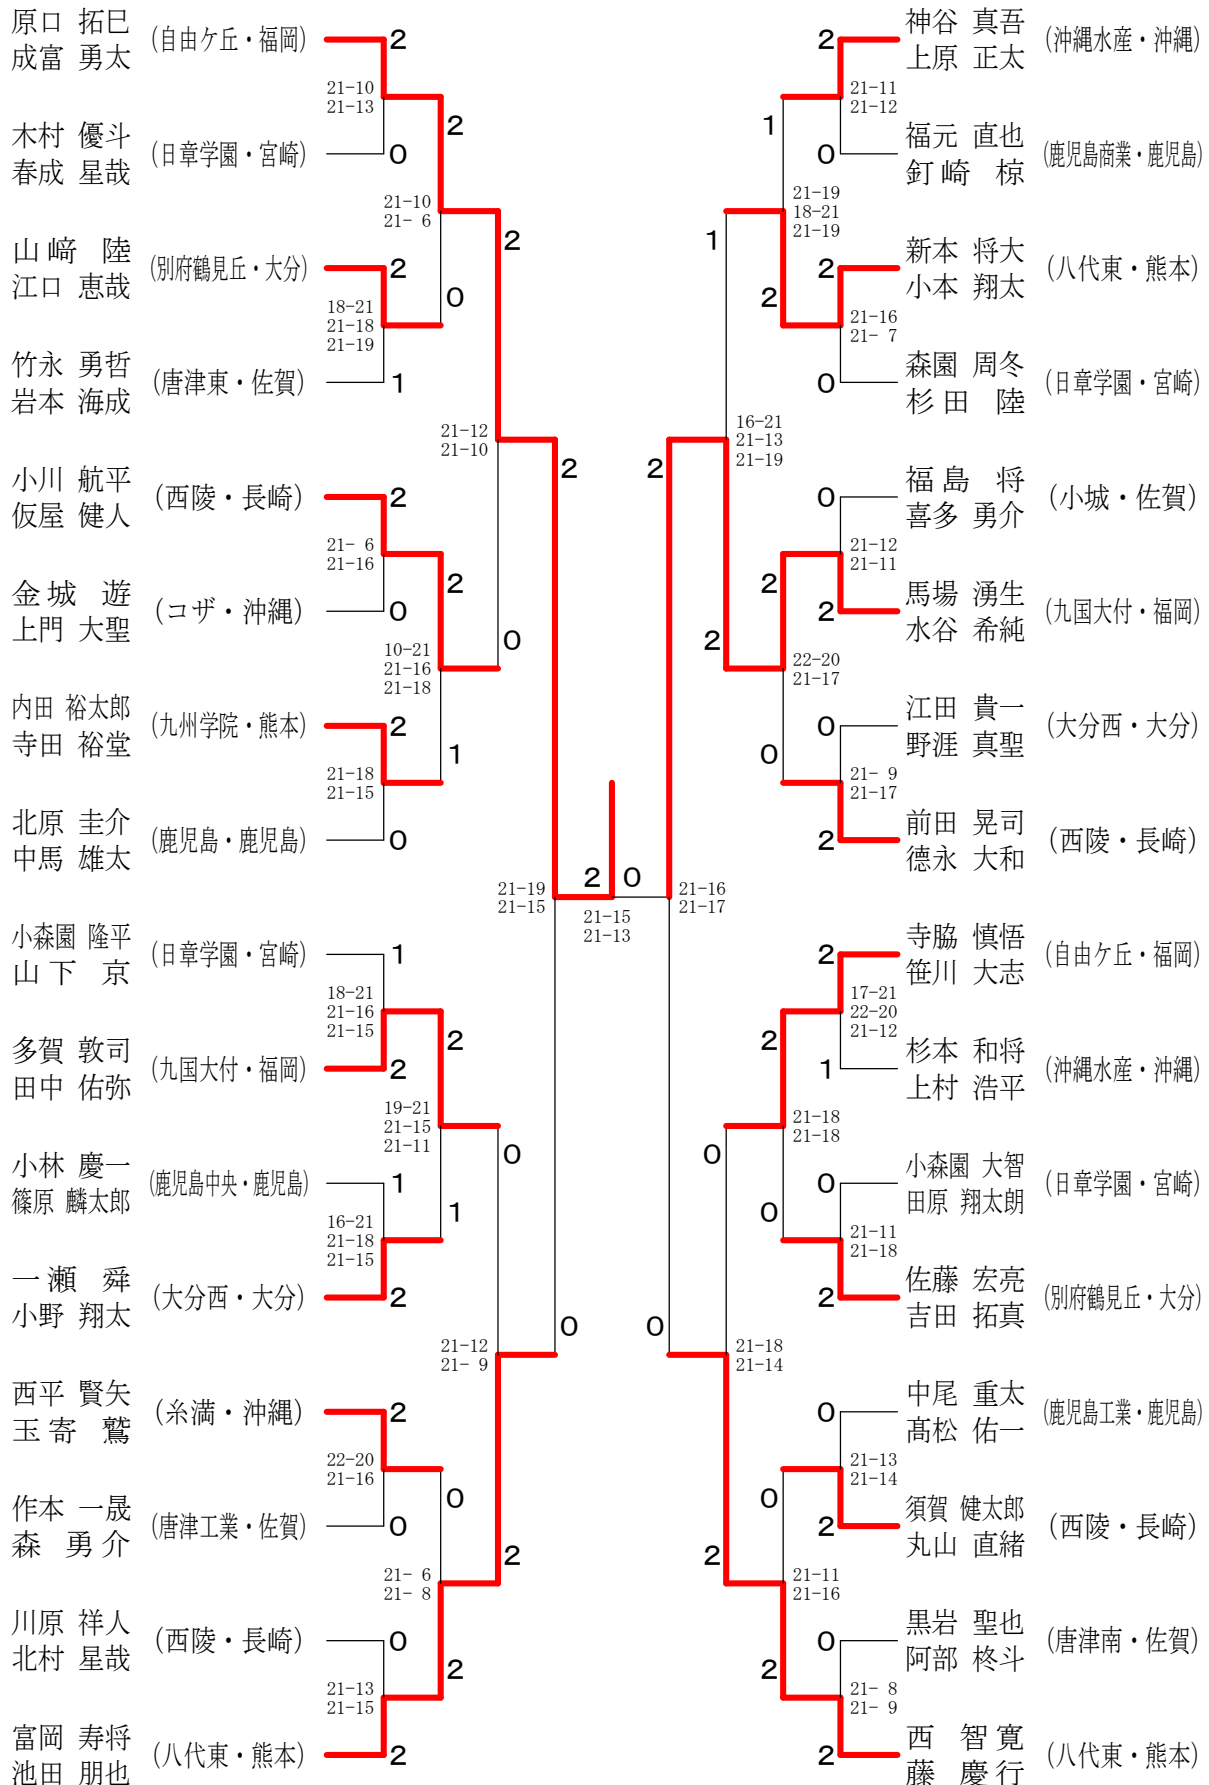 原口 拓巳
成富 勇太
(自由ケ丘・福岡)
2
21-10
21-13
木村 優斗
春成 星哉
(日章学園・宮崎)
0
2
21-10
21- 6
山﨑 陸
江口 恵哉
(別府鶴見丘・大分)
2
18-21
21-18
21-19
0
竹永 勇哲
岩本 海成
(唐津東・佐賀)
1
2
21-12
21-10
小川 航平
仮屋 健人
(西陵・長崎)
2
21- 6
21-16
金城 遊
上門 大聖
(コザ・沖縄)
0
2
10-21
21-16
21-18
0
内田 裕太郎
寺田 裕堂
(九州学院・熊本)
2
21-18
21-15
1
北原 圭介
中馬 雄太
(鹿児島・鹿児島)
0
2
21-19
21-15
小森園 隆平
山下 京
(日章学園・宮崎)
1
18-21
21-16
21-15
多賀 敦司
田中 佑弥
(九国大付・福岡)
2
2
19-21
21-15
21-11
小林 慶一
篠原 麟太郎
(鹿児島中央・鹿児島)
1
16-21
21-18
21-15
1
一瀬 舜
小野 翔太
(大分西・大分)
2
0
21-12
21- 9
0
西平 賢矢
玉寄 鷲
(糸満・沖縄)
2
22-20
21-16
作本 一晟
森 勇介
(唐津工業・佐賀)
0
0
21- 6
21- 8
2
川原 祥人
北村 星哉
(西陵・長崎)
0
21-13
21-15
2
富岡 寿将
池田 朋也
(八代東・熊本)
2
2
0
21-15
21-13
神谷 真吾
上原 正太
(沖縄水産・沖縄)
2
21-11
21-12
福元 直也
釘崎 椋
(鹿児島商業・鹿児島)
0
1
21-19
18-21
21-19
新本 将大
小本 翔太
(八代東・熊本)
2
21-16
21- 7
2
森園 周冬
杉田 陸
(日章学園・宮崎)
0
1
16-21
21-13
21-19
2
福島 将
喜多 勇介
(小城・佐賀)
0
21-12
21-11
馬場 湧生
水谷 希純
(九国大付・福岡)
2
2
22-20
21-17
2
江田 貴一
野涯 真聖
(大分西・大分)
0
21- 9
21-17
0
前田 晃司
德永 大和
(西陵・長崎)
2
21-16
21-17
寺脇 慎悟
笹川 大志
(自由ケ丘・福岡)
2
17-21
22-20
21-12
杉本 和将
上村 浩平
(沖縄水産・沖縄)
1
2
21-18
21-18
0
小森園 大智
田原 翔太朗
(日章学園・宮崎)
0
21-11
21-18
0
佐藤 宏亮
吉田 拓真
(別府鶴見丘・大分)
2
0
21-18
21-14
中尾 重太
髙松 佑一
(鹿児島工業・鹿児島)
0
21-13
21-14
須賀 健太郎
丸山 直緒
(西陵・長崎)
2
0
21-11
21-16
2
黒岩 聖也
阿部 柊斗
(唐津南・佐賀)
0
21- 8
21- 9
2
西 智寛
藤 慶行
(八代東・熊本)
2